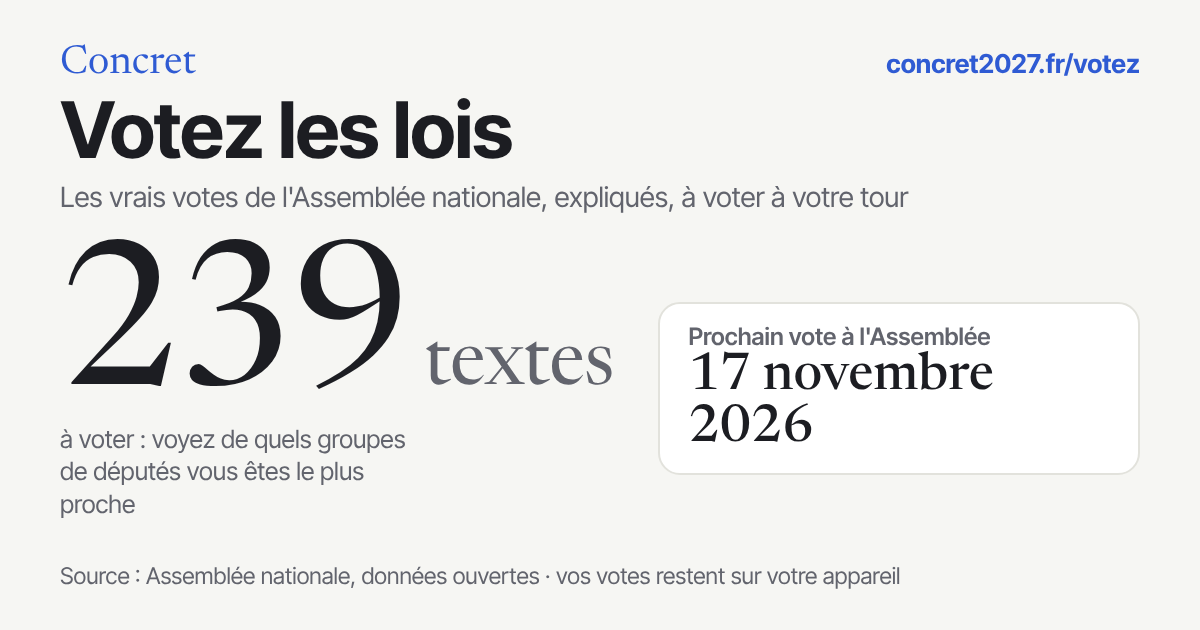 Concret
concret2027.fr/votez
Votez les lois
Les vrais votes de l'Assemblée nationale, expliqués, à voter à votre tour
239 textes
à voter : voyez de quels groupes
de députés vous êtes le plus
proche
Prochain vote à l'Assemblée
17 novembre
2026
Source : Assemblée nationale, données ouvertes · vos votes restent sur votre appareil